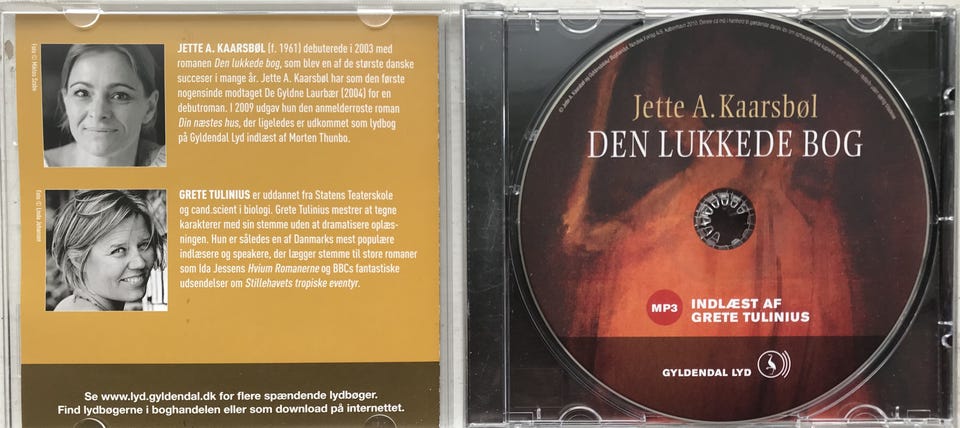 Foto © Miklos Szabo
JETTE A. KAARSBØL (f. 1961) debuterede i 2003 med
romanen Den lukkede bog, som blev en af de største danske
succeser i mange år. Jette A. Kaarsbøl har som den første
nogensinde modtaget De Gyldne Laurbær (2004) for en
debutroman. I 2009 udgav hun den anmelderroste roman
Din næstes hus, der ligeledes er udkommet som lydbog
på Gyldendal Lyd indlæst af Morten Thunbo.
Foto © Linda Johansen
GRETE TULINIUS er uddannet fra Statens Teaterskole
og cand.scient i biologi. Grete Tulinius mestrer at tegne
karakterer med sin stemme uden at dramatisere oplæs-
ningen. Hun er således en af Danmarks mest populære
indlæsere og speakere, der lægger stemme til store romaner
som Ida Jessens Hvium Romanerne og BBCs fantastiske
udsendelser om Stillehavets tropiske eventyr.
Se www.lyd.gyldendal.dk for flere spændende lydbøger.
Find lydbøgerne i boghandelen eller som download på internettet.
Jette A. Kaarsbøl
DEN LUKKEDE BOG
MP3
INDLÆST AF
GRETE TULINIUS
GYLDENDAL LYD